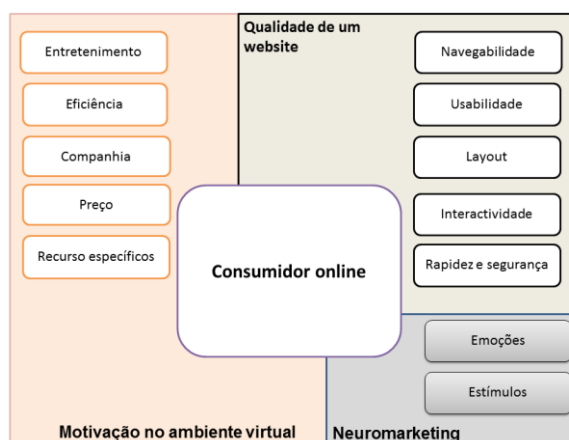 Entretenimento
Eficiência
Companhia
Preço
Recurso específicos
Motivação no ambiente virtual
Consumidor online
Qualidade de um
website
Navegabilidade
Usabilidade
Layout
Interactividade
Rapidez e segurança
Emoções
Estímulos
Neuromarketing